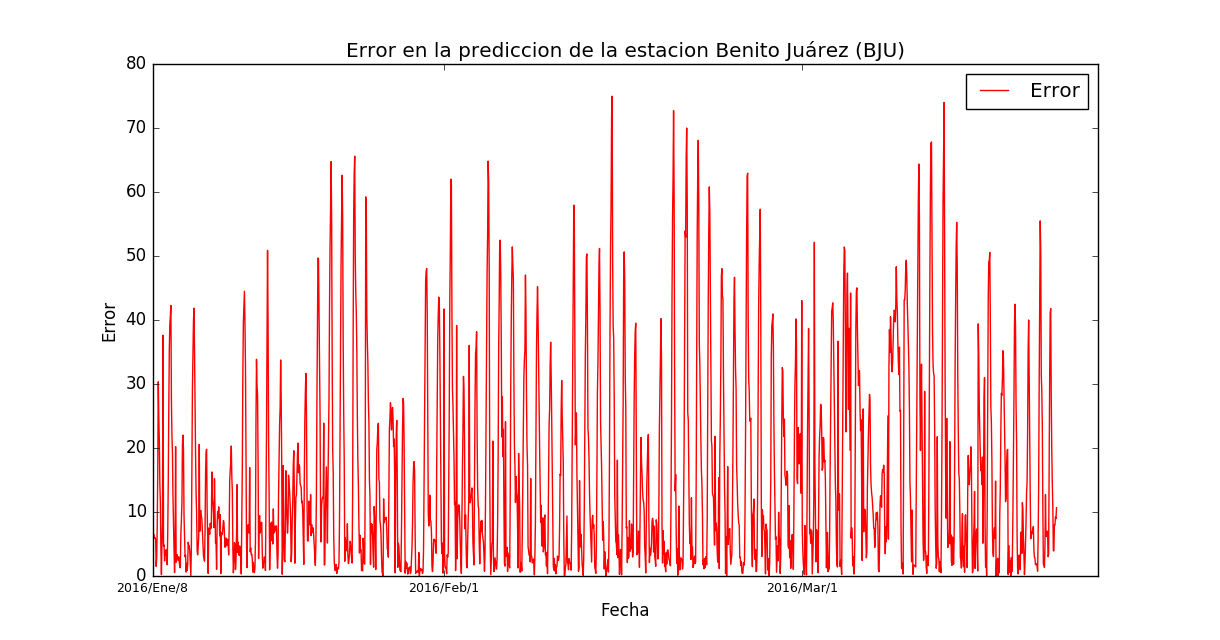 Error en la prediccion de la estacion Benito Juárez (BJU)
Error
80
70
60
50
40
30
20
10
0
Error
2016/Ene/8
2016/Feb/1
2016/Mar/1
Fecha